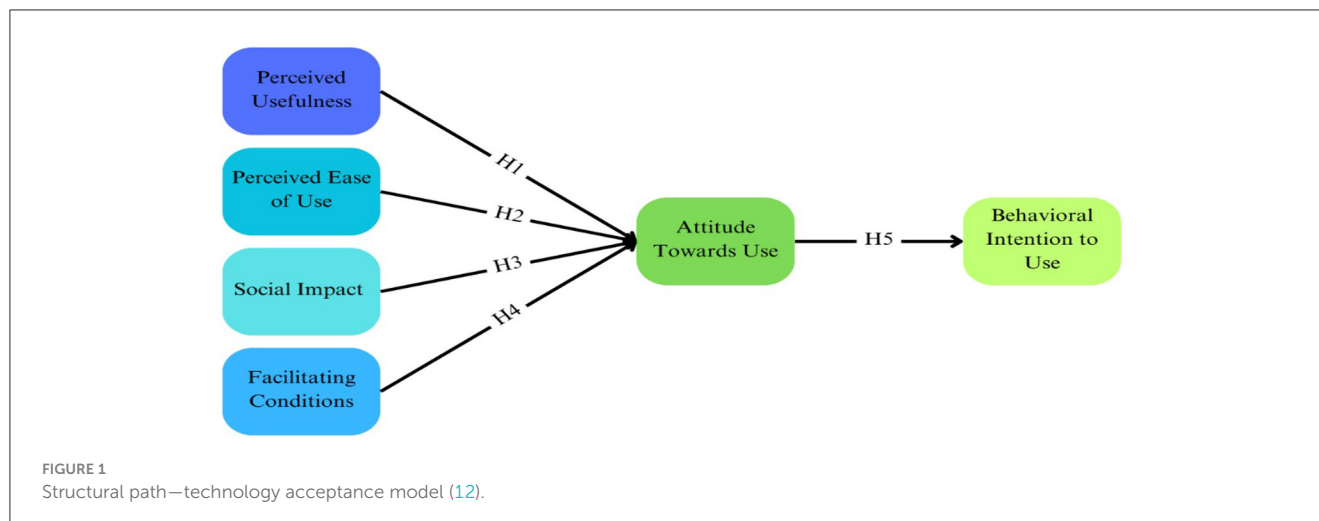 Perceived
Usefulness
H1
Perceived Ease
of Use
H2
Social Impact
H3
Facilitating
Conditions
H4
Attitude
Towards Use
H5
Behavioral
Intention to
Use
FIGURE 1
Structural path—technology acceptance model (12).